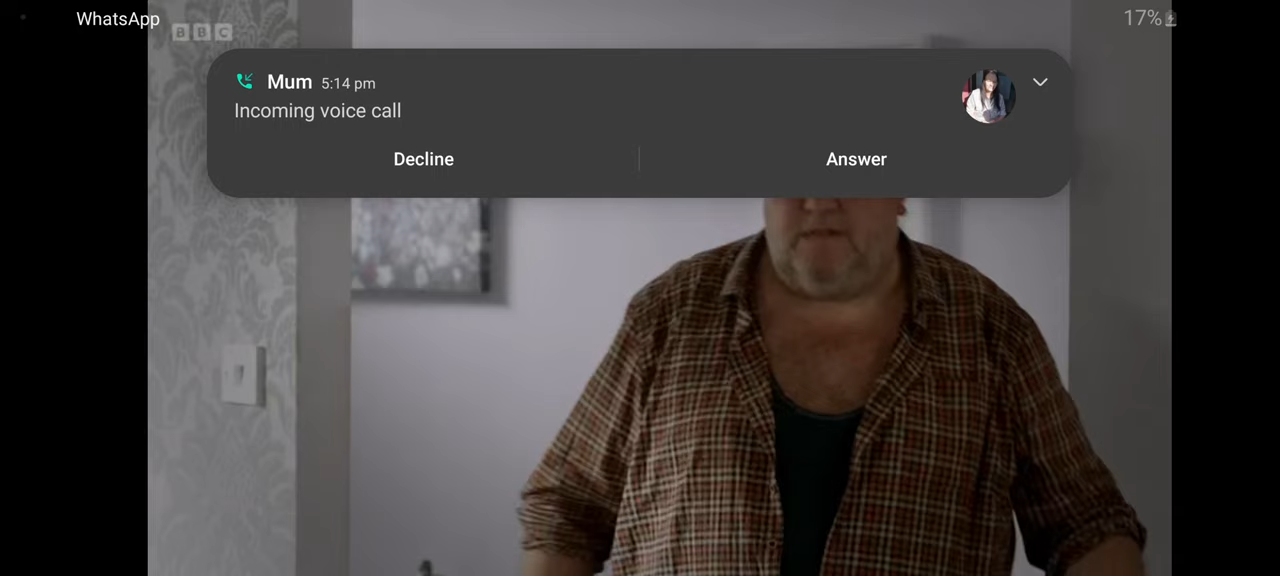 WhatsApp
17%
BBC
Mum 5:14 pm
Incoming voice call
Decline
Answer